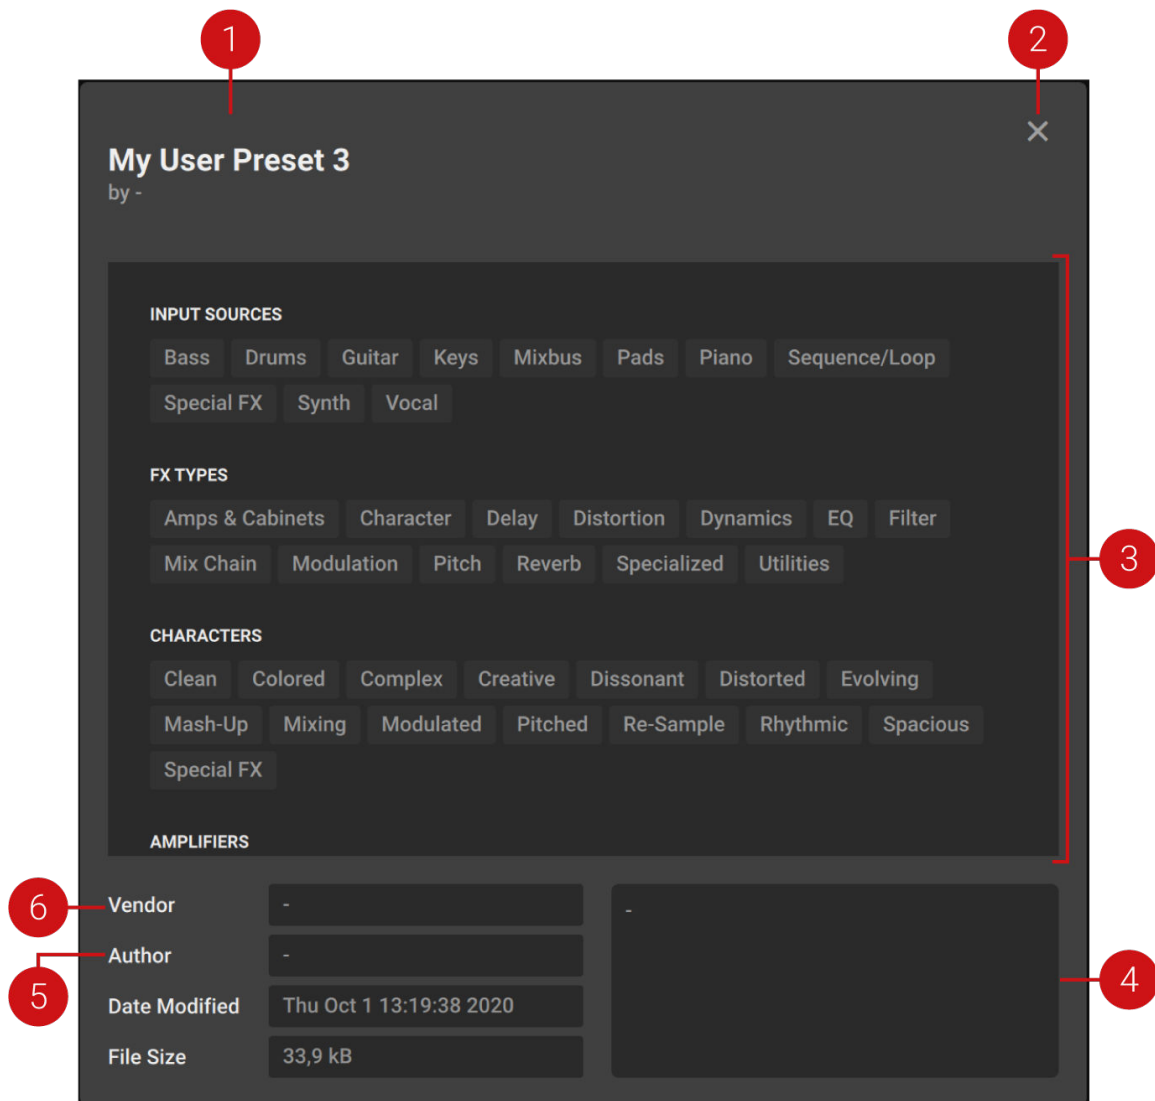 1
2
My User Preset 3
by -
INPUT SOURCES
Bass Drums Guitar Keys Mixbus Pads Piano Sequence/Loop
Special FX Synth Vocal
FX TYPES
Amps & Cabinets Character Delay Distortion Dynamics EQ Filter
Mix Chain Modulation Pitch Reverb Specialized Utilities
3
CHARACTERS
Clean Colored Complex Creative Dissonant Distorted Evolving
Mash-Up Mixing Modulated Pitched Re-Sample Rhythmic Spacious
Special FX
AMPLIFIERS
6
Vendor -
-
5
Author -
4
Date Modified Thu Oct 1 13:19:38 2020
File Size 33,9 kB